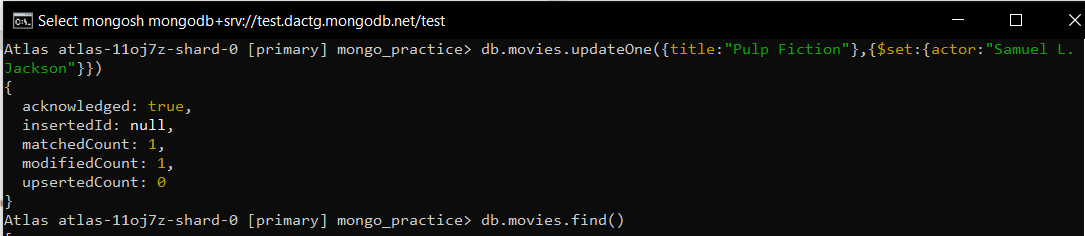 Select mongosh mongodb+srv://test.dactg.mongodb.net/test
Atlas atlas-11oj7z-shard-0 [primary] mongo_practice> db.movies.updateOne({title:"Pulp Fiction"},{$set:{actor:"Samuel L.
Jackson"}})
{
  acknowledged: true,
  insertedId: null,
  matchedCount: 1,
  modifiedCount: 1,
  upsertedCount: 0
}
Atlas atlas-11oj7z-shard-0 [primary] mongo_practice> db.movies.find()